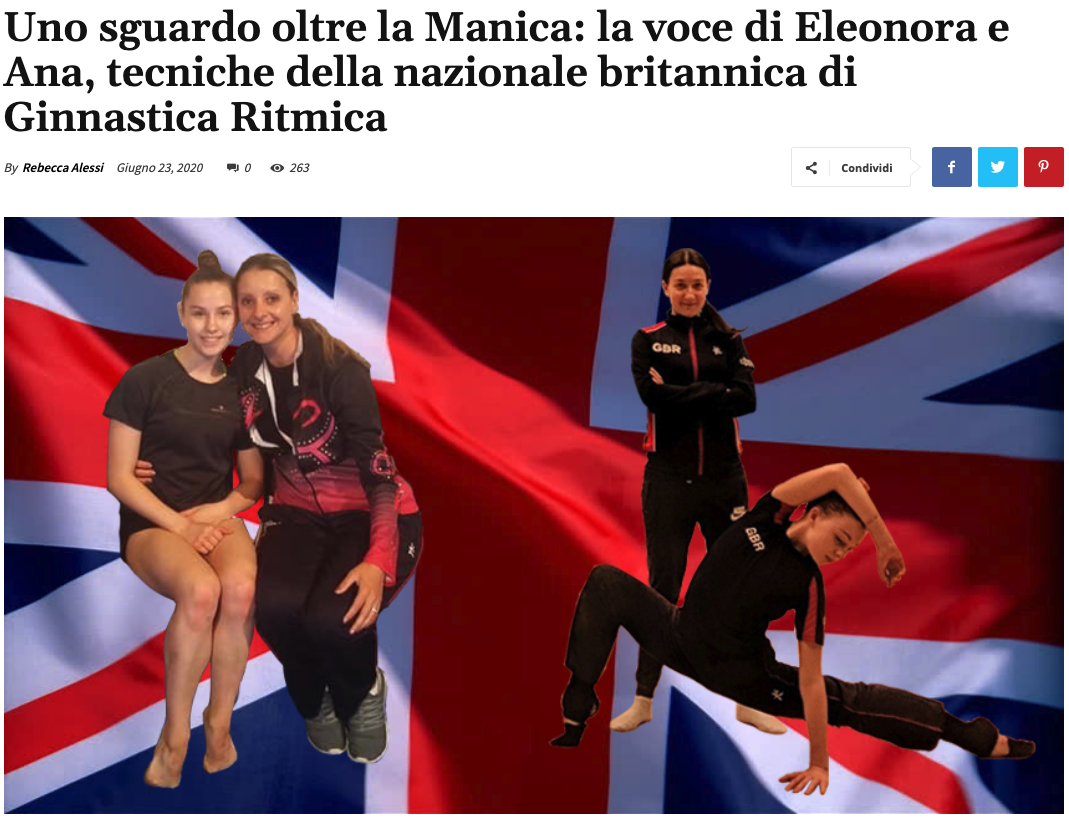 Uno sguardo oltre la Manica: la voce di Eleonora e
Ana, tecniche della nazionale britannica di
Ginnastica Ritmica
By Rebecca Alessi Giugno 23, 2020 0 263
Condividi
GBR
GBR